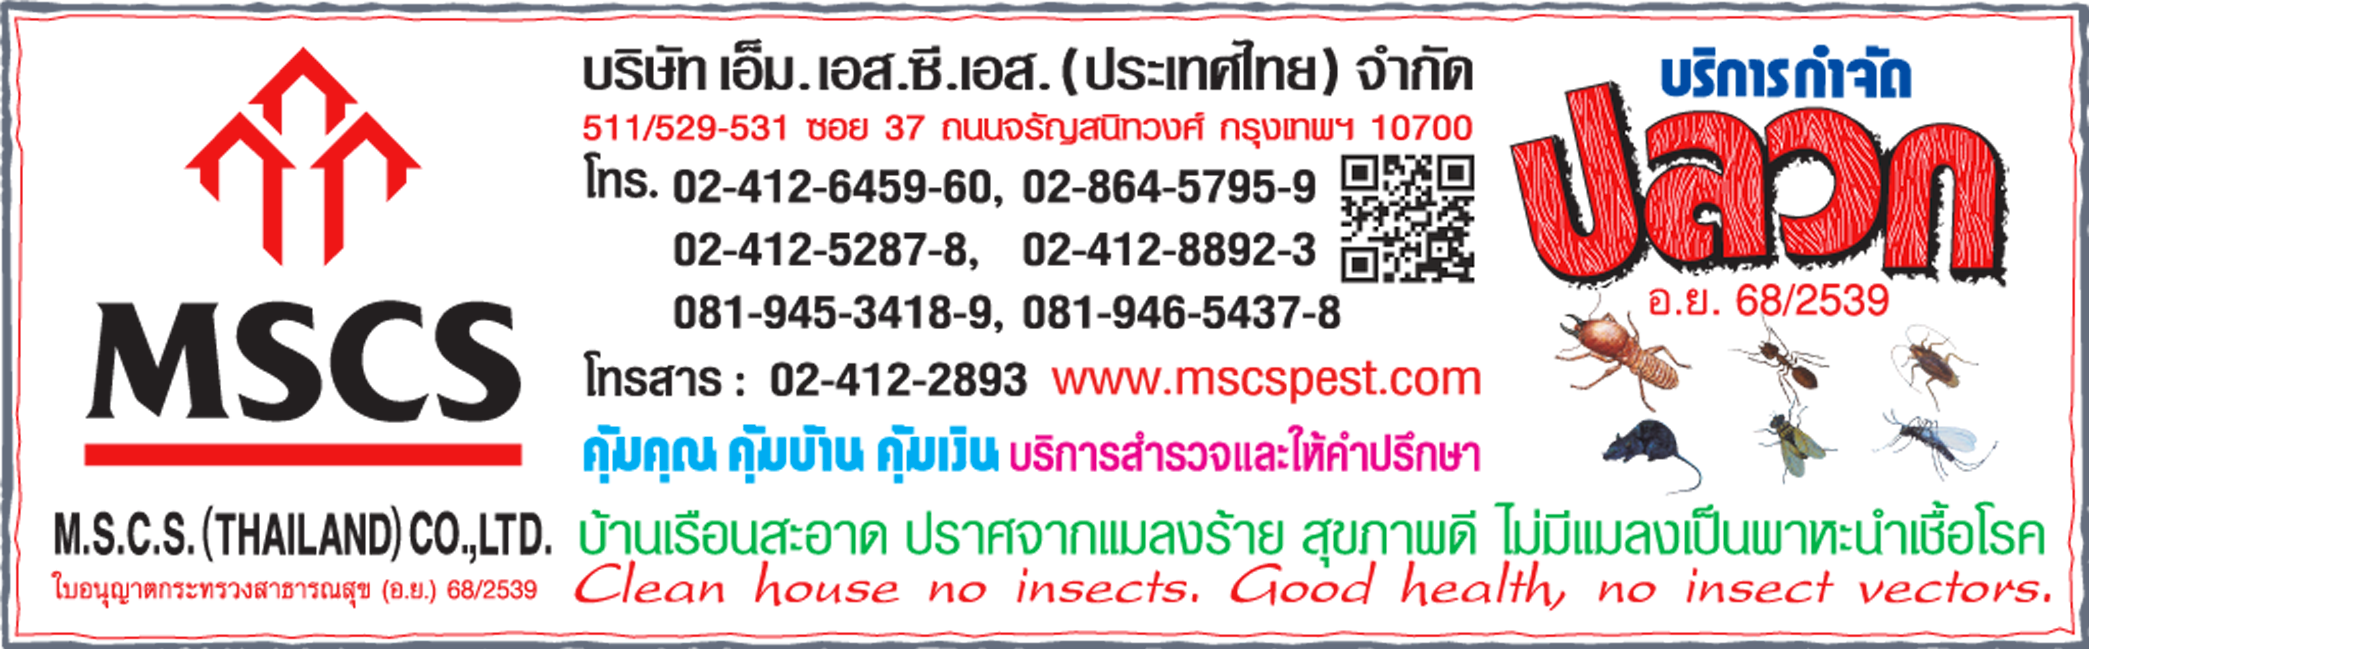 MSCS
M.S.C.S. (THAILAND) CO.,LTD.
ใบอนุญาตกระทรวงสาธารณสุข (อ.ย.) 68/2539
บริษัท เอ็ม.เอส.ซี.เอส. (ประเทศไทย) จำกัด
511/529-531 ซอย 37 ถนนจรัญสนิทวงศ์ กรุงเทพฯ 10700
โทร. 02-412-6459-60, 02-864-5795-9
02-412-5287-8, 02-412-8892-3
081-945-3418-9, 081-946-5437-8
โทรสาร : 02-412-2893 www.mscspest.com
คุ้มคุณ คุ้มบ้าน คุ้มเงิน บริการสำรวจและให้คำปรึกษา
บริการกำจัด
ปลวก
อ.ย. 68/2539
บ้านเรือนสะอาด ปราศจากแมลงร้าย สุขภาพดี ไม่มีแมลงเป็นพาหะนำเชื้อโรค
Clean house no insects. Good health, no insect vectors.